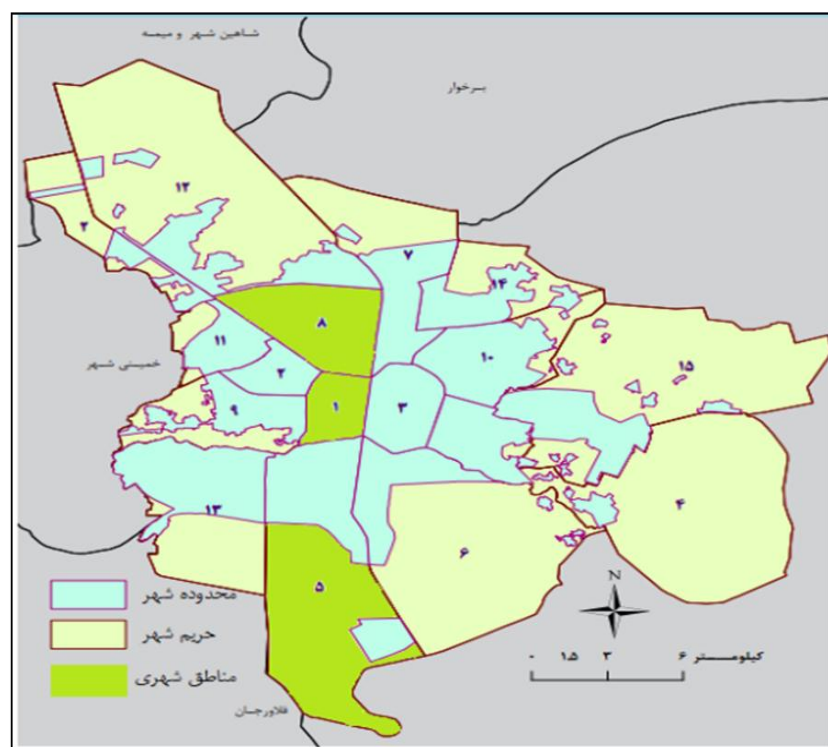 شاهین شهر و میمه
برخوار
۱۲
۲
۷
۱۴
۸
۱۱
خمینی شهر
۲
۱۰
۱۵
۹
۱
۳
۱۳
۴
۶
۵
محدوده شهر
حریم شهر
مناطق شهری
N
۰ ۱.۵ ۳ ۶ کیلومتر
فلاورجان